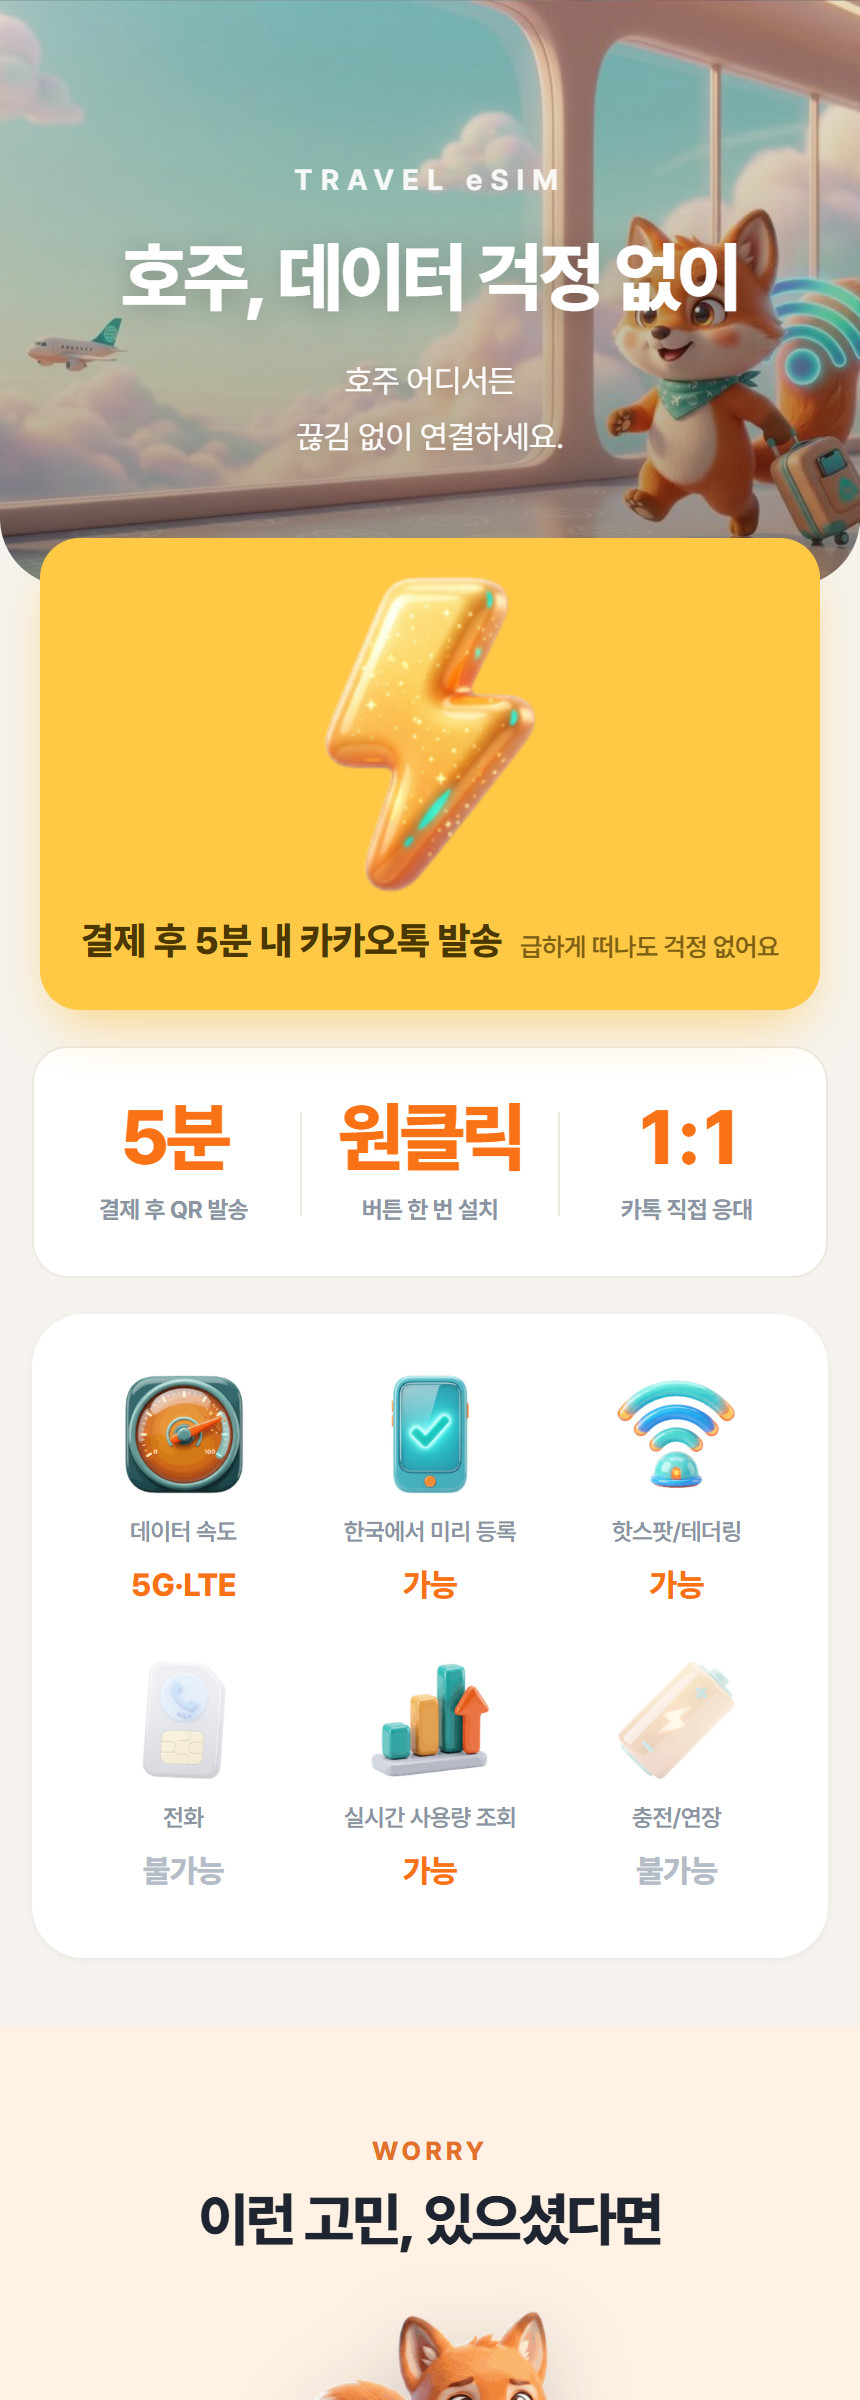 TRAVEL eSIM
호주, 데이터 걱정 없이
호주 어디서든
끊김 없이 연결하세요.
결제 후 5분 내 카카오톡 발송 급하게 떠나도 걱정 없어요
5분
결제 후 QR 발송
원클릭
버튼 한 번 설치
1:1
카톡 직접 응대
0
100
데이터 속도
5G·LTE
한국에서 미리 등록
가능
핫스팟/테더링
가능
전화
불가능
실시간 사용량 조회
가능
충전/연장
불가능
WORRY
이런 고민, 있으셨다면